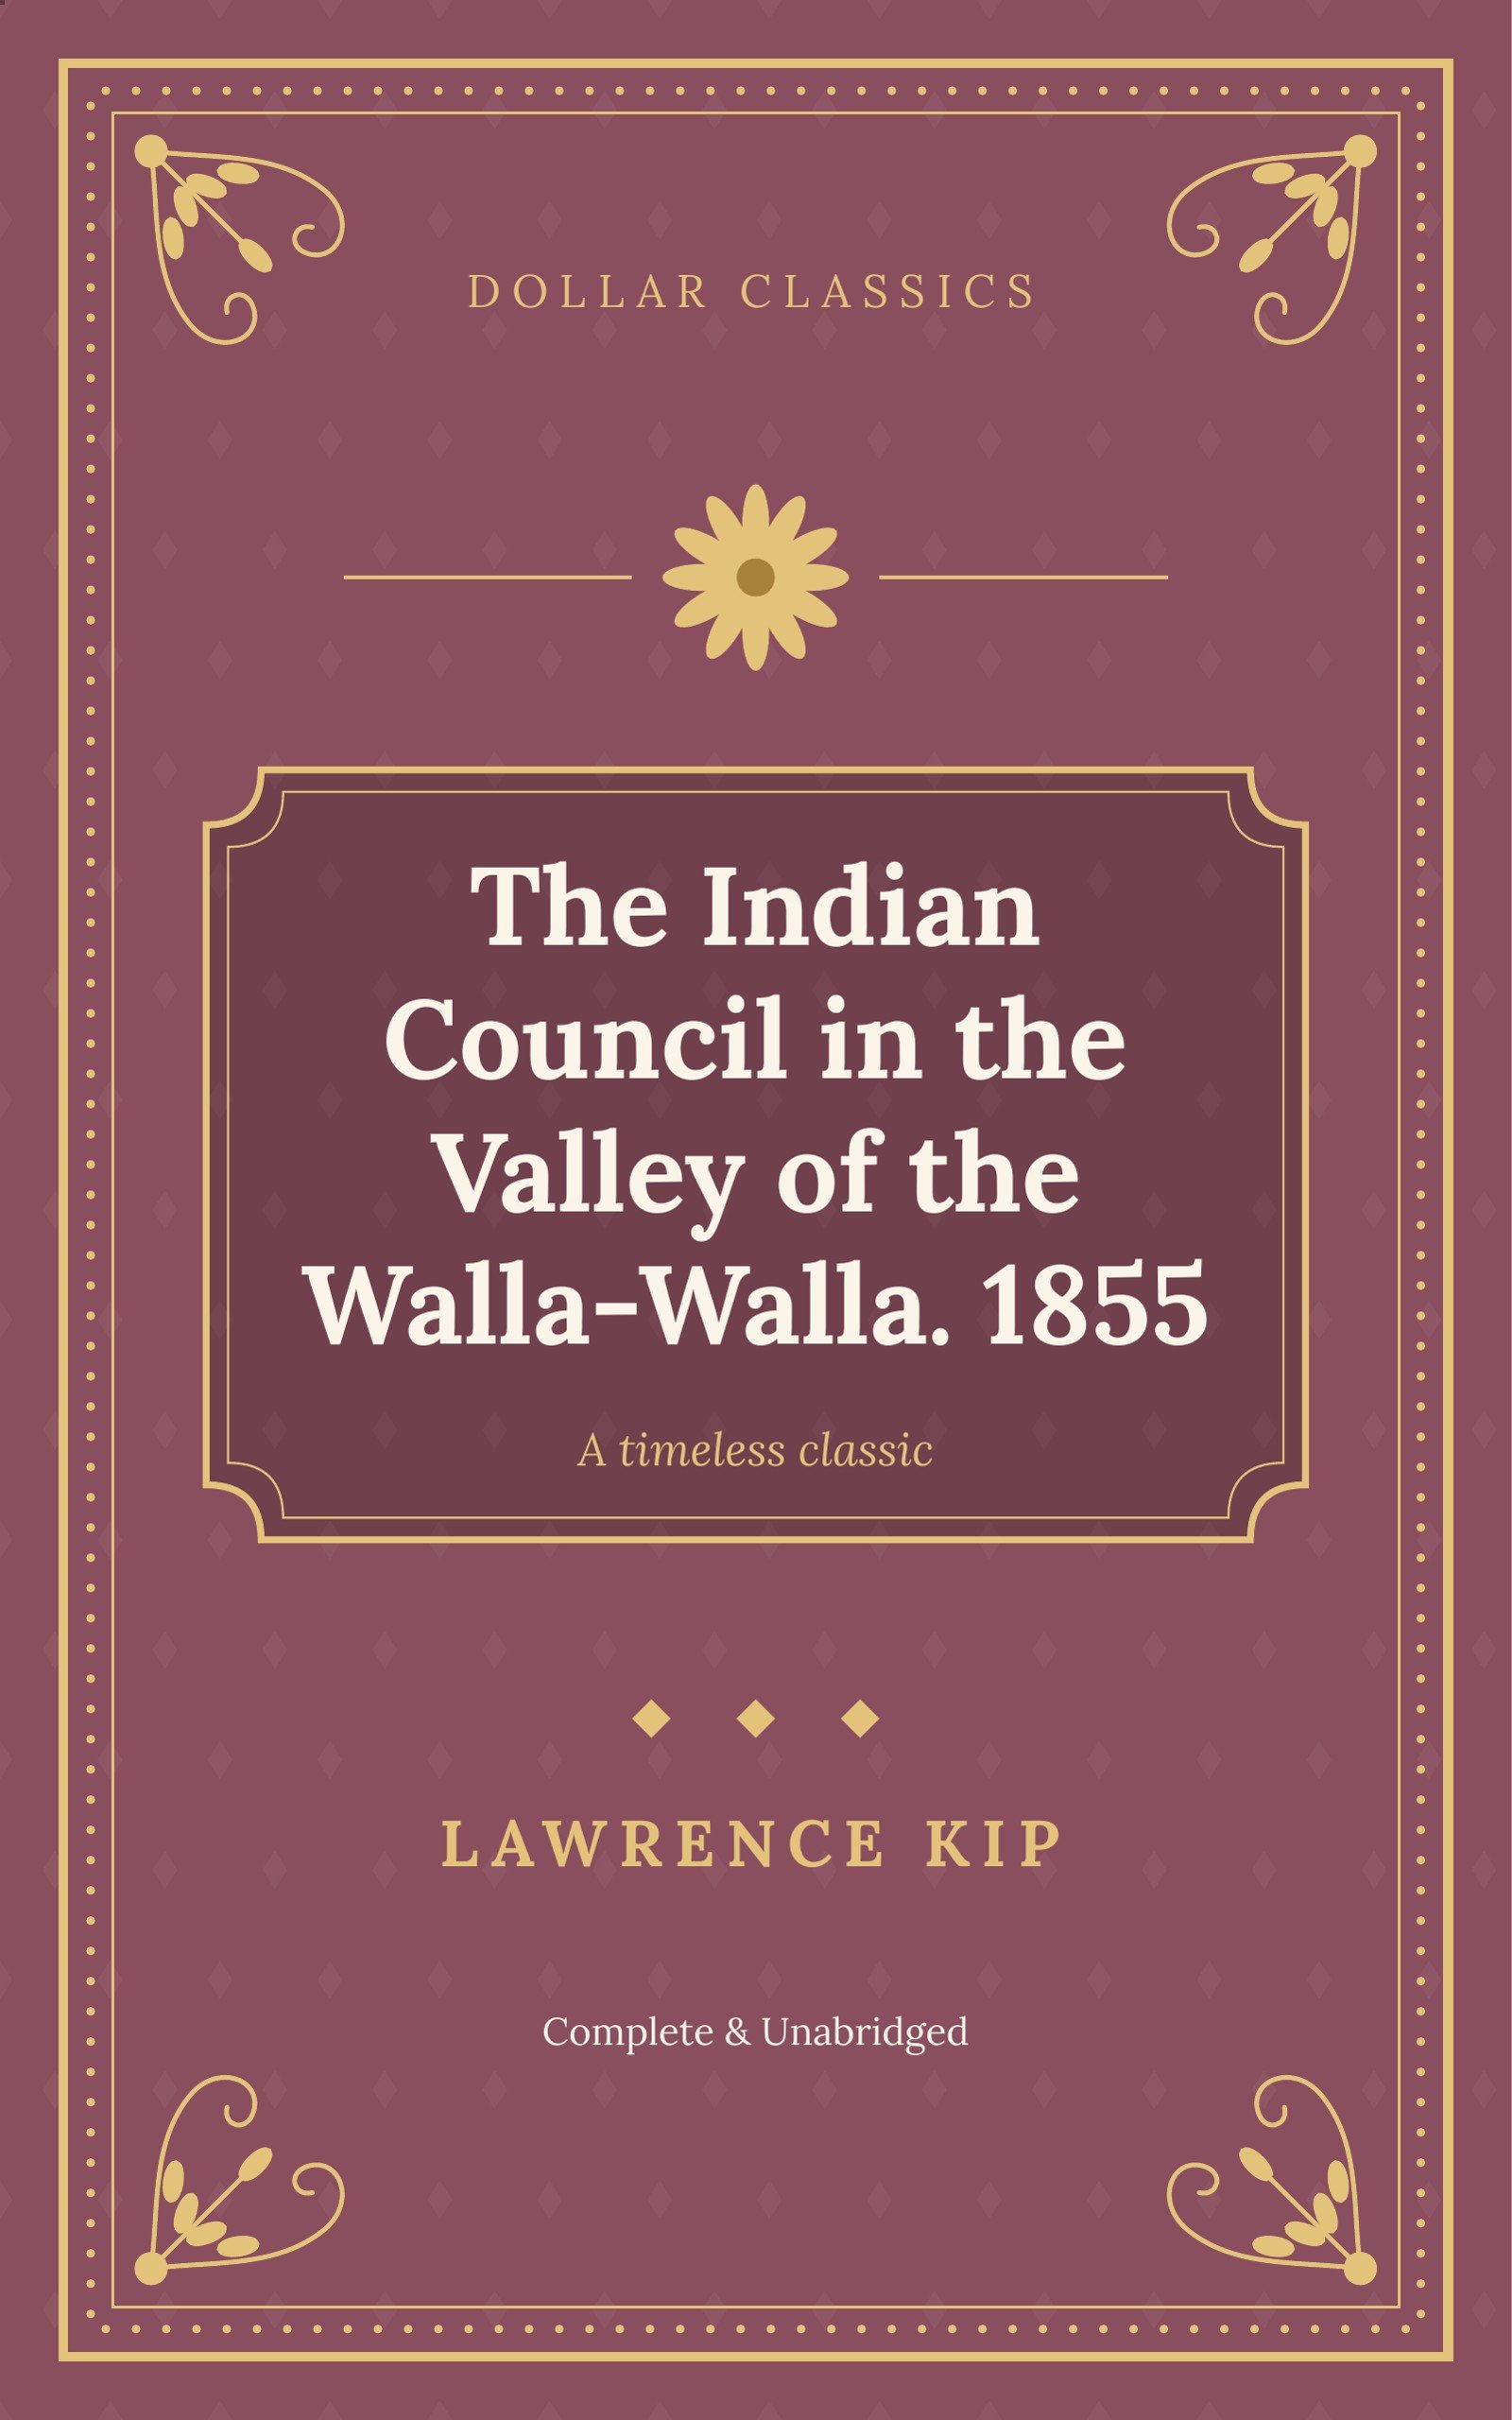 DOLLAR CLASSICS
The Indian
Council in the
Valley of the
Walla-Walla. 1855
A timeless classic
LAWRENCE KIP
Complete & Unabridged